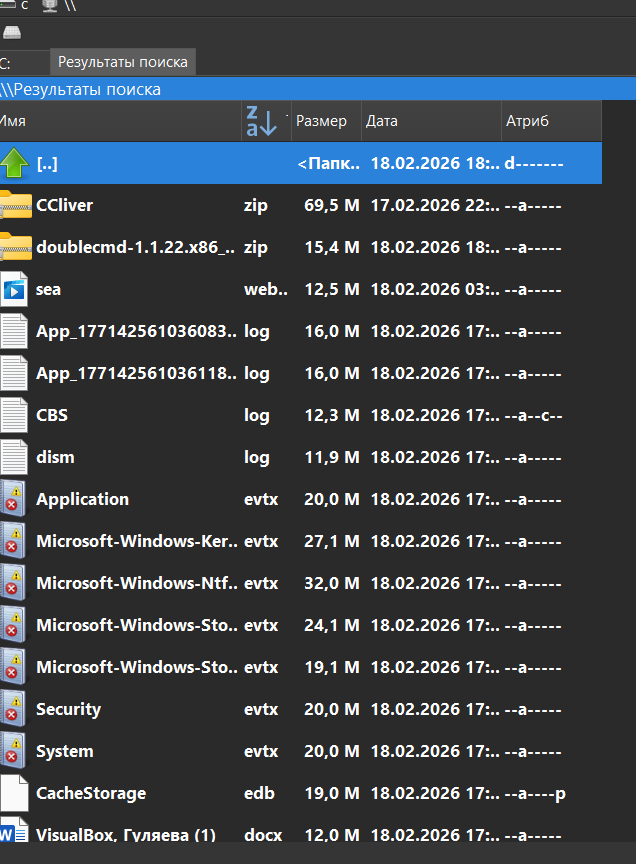 c \\
C: Результаты поиска
\\Результаты поиска
Имя Размер Дата Атриб
[..] <Папк.. 18.02.2026 18:.. d-------
CCliver zip 69,5 M 17.02.2026 22:.. --a-----
doublecmd-1.1.22.x86_.. zip 15,4 M 18.02.2026 18:.. --a-----
sea web.. 12,5 M 18.02.2026 03:.. --a-----
App_177142561036083.. log 16,0 M 18.02.2026 17:.. --a-----
App_177142561036118.. log 16,0 M 18.02.2026 17:.. --a-----
CBS log 12,3 M 18.02.2026 17:.. --a--c--
dism log 11,9 M 18.02.2026 17:.. --a-----
Application evtx 20,0 M 18.02.2026 17:.. --a-----
Microsoft-Windows-Ker.. evtx 27,1 M 18.02.2026 17:.. --a-----
Microsoft-Windows-Ntf.. evtx 32,0 M 18.02.2026 17:.. --a-----
Microsoft-Windows-Sto.. evtx 24,1 M 18.02.2026 17:.. --a-----
Microsoft-Windows-Sto.. evtx 19,1 M 18.02.2026 17:.. --a-----
Security evtx 20,0 M 18.02.2026 17:.. --a-----
System evtx 20,0 M 18.02.2026 17:.. --a-----
CacheStorage edb 19,0 M 18.02.2026 17:.. --a----p
VisualBox, Гуляева (1) docx 12,0 M 18.02.2026 17:.. --a-----